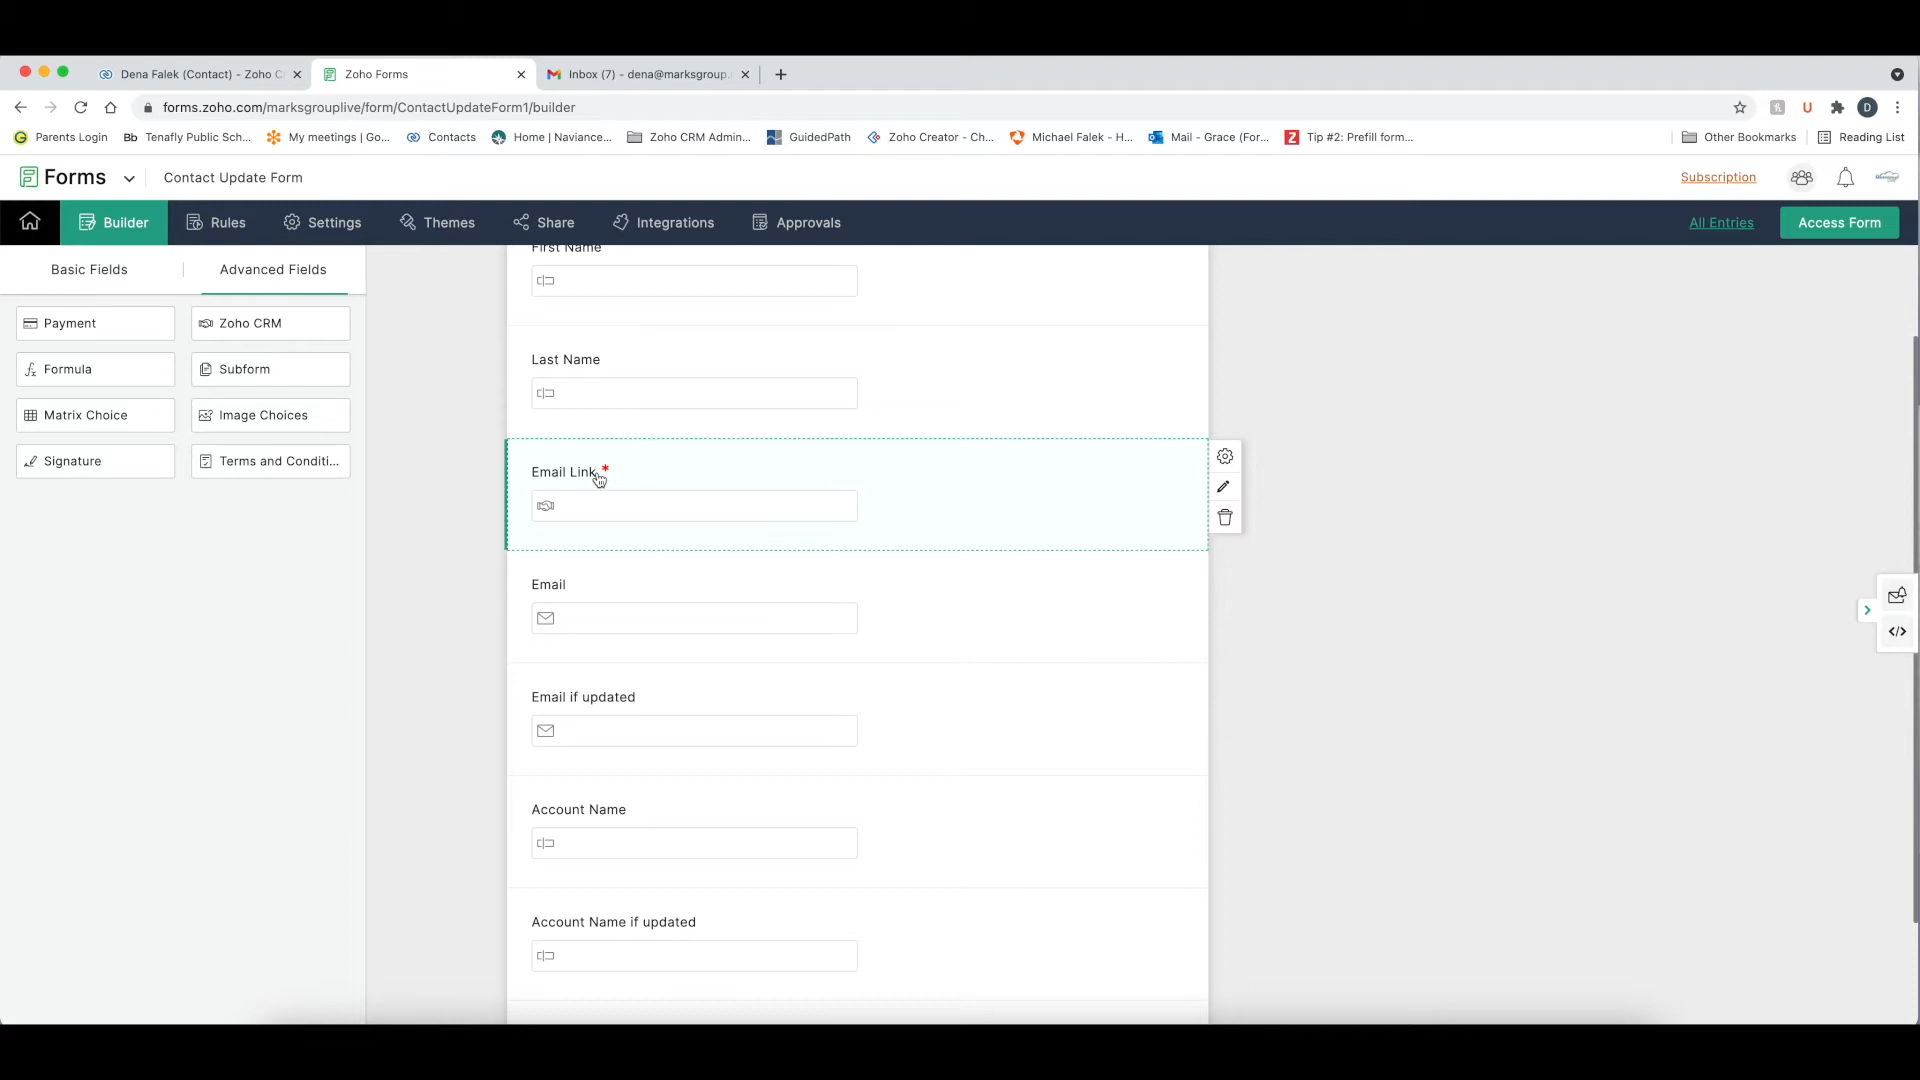 Dena Falek (Contact) - Zoho C
Zoho Forms
Inbox (7) - dena@marksgroup.
forms.zoho.com/marksgrouplive/form/ContactUpdateForm1/builder
D
Parents Login
Bb Tenafly Public Sch...
My meetings | Go...
Contacts
Home | Naviance...
Zoho CRM Admin...
GuidedPath
Zoho Creator - Ch...
Michael Falek - H...
Mail - Grace (For...
Tip #2: Prefill form...
Other Bookmarks
Reading List
Forms
Contact Update Form
Subscription
Builder
Rules
Settings
Themes
Share
Integrations
Approvals
All Entries
Access Form
Basic Fields
Advanced Fields
Payment
Zoho CRM
Formula
Subform
Matrix Choice
Image Choices
Signature
Terms and Conditi...
First Name
Last Name
Email Link *
Email
Email if updated
Account Name
Account Name if updated